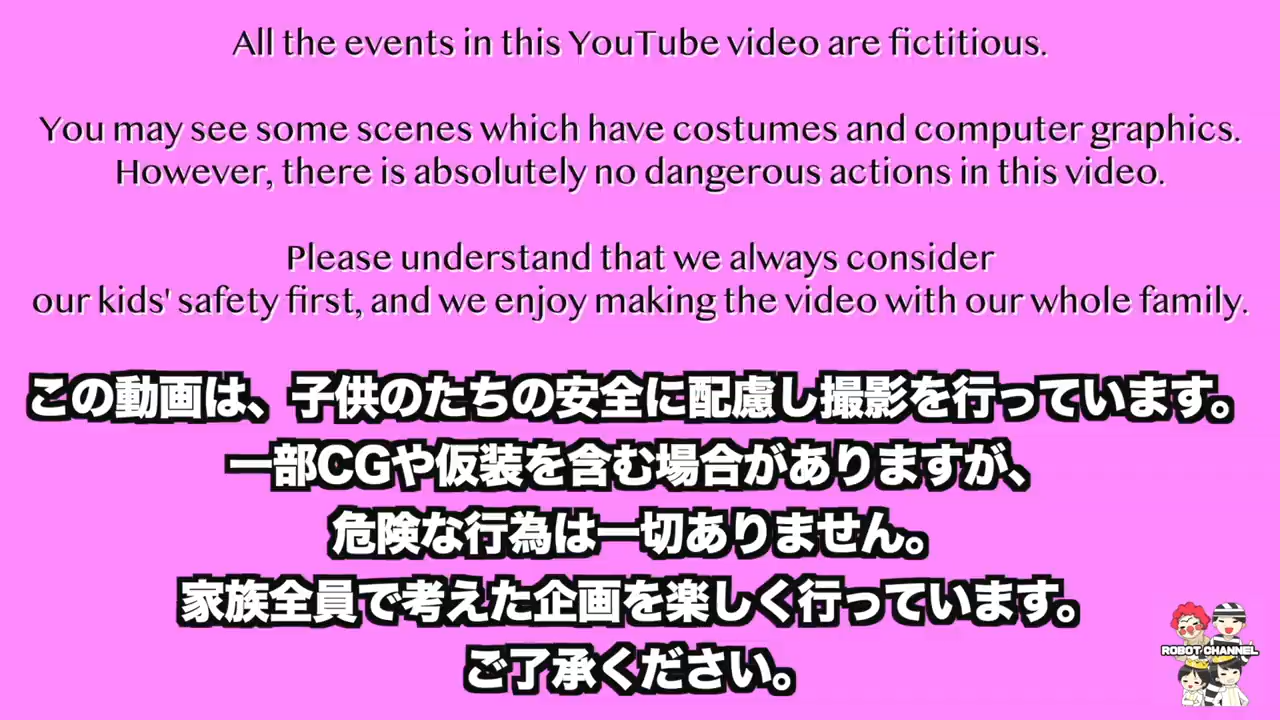 All the events in this YouTube video are fictitious.
You may see some scenes which have costumes and computer graphics.
However, there is absolutely no dangerous actions in this video.
Please understand that we always consider
our kids' safety first, and we enjoy making the video with our whole family.
この動画は、子供のたちの安全に配慮し撮影を行っています。
一部CGや仮装を含む場合がありますが、
危険な行為は一切ありません。
家族全員で考えた企画を楽しく行っています。
ご了承ください。
ROBOT CHANNEL